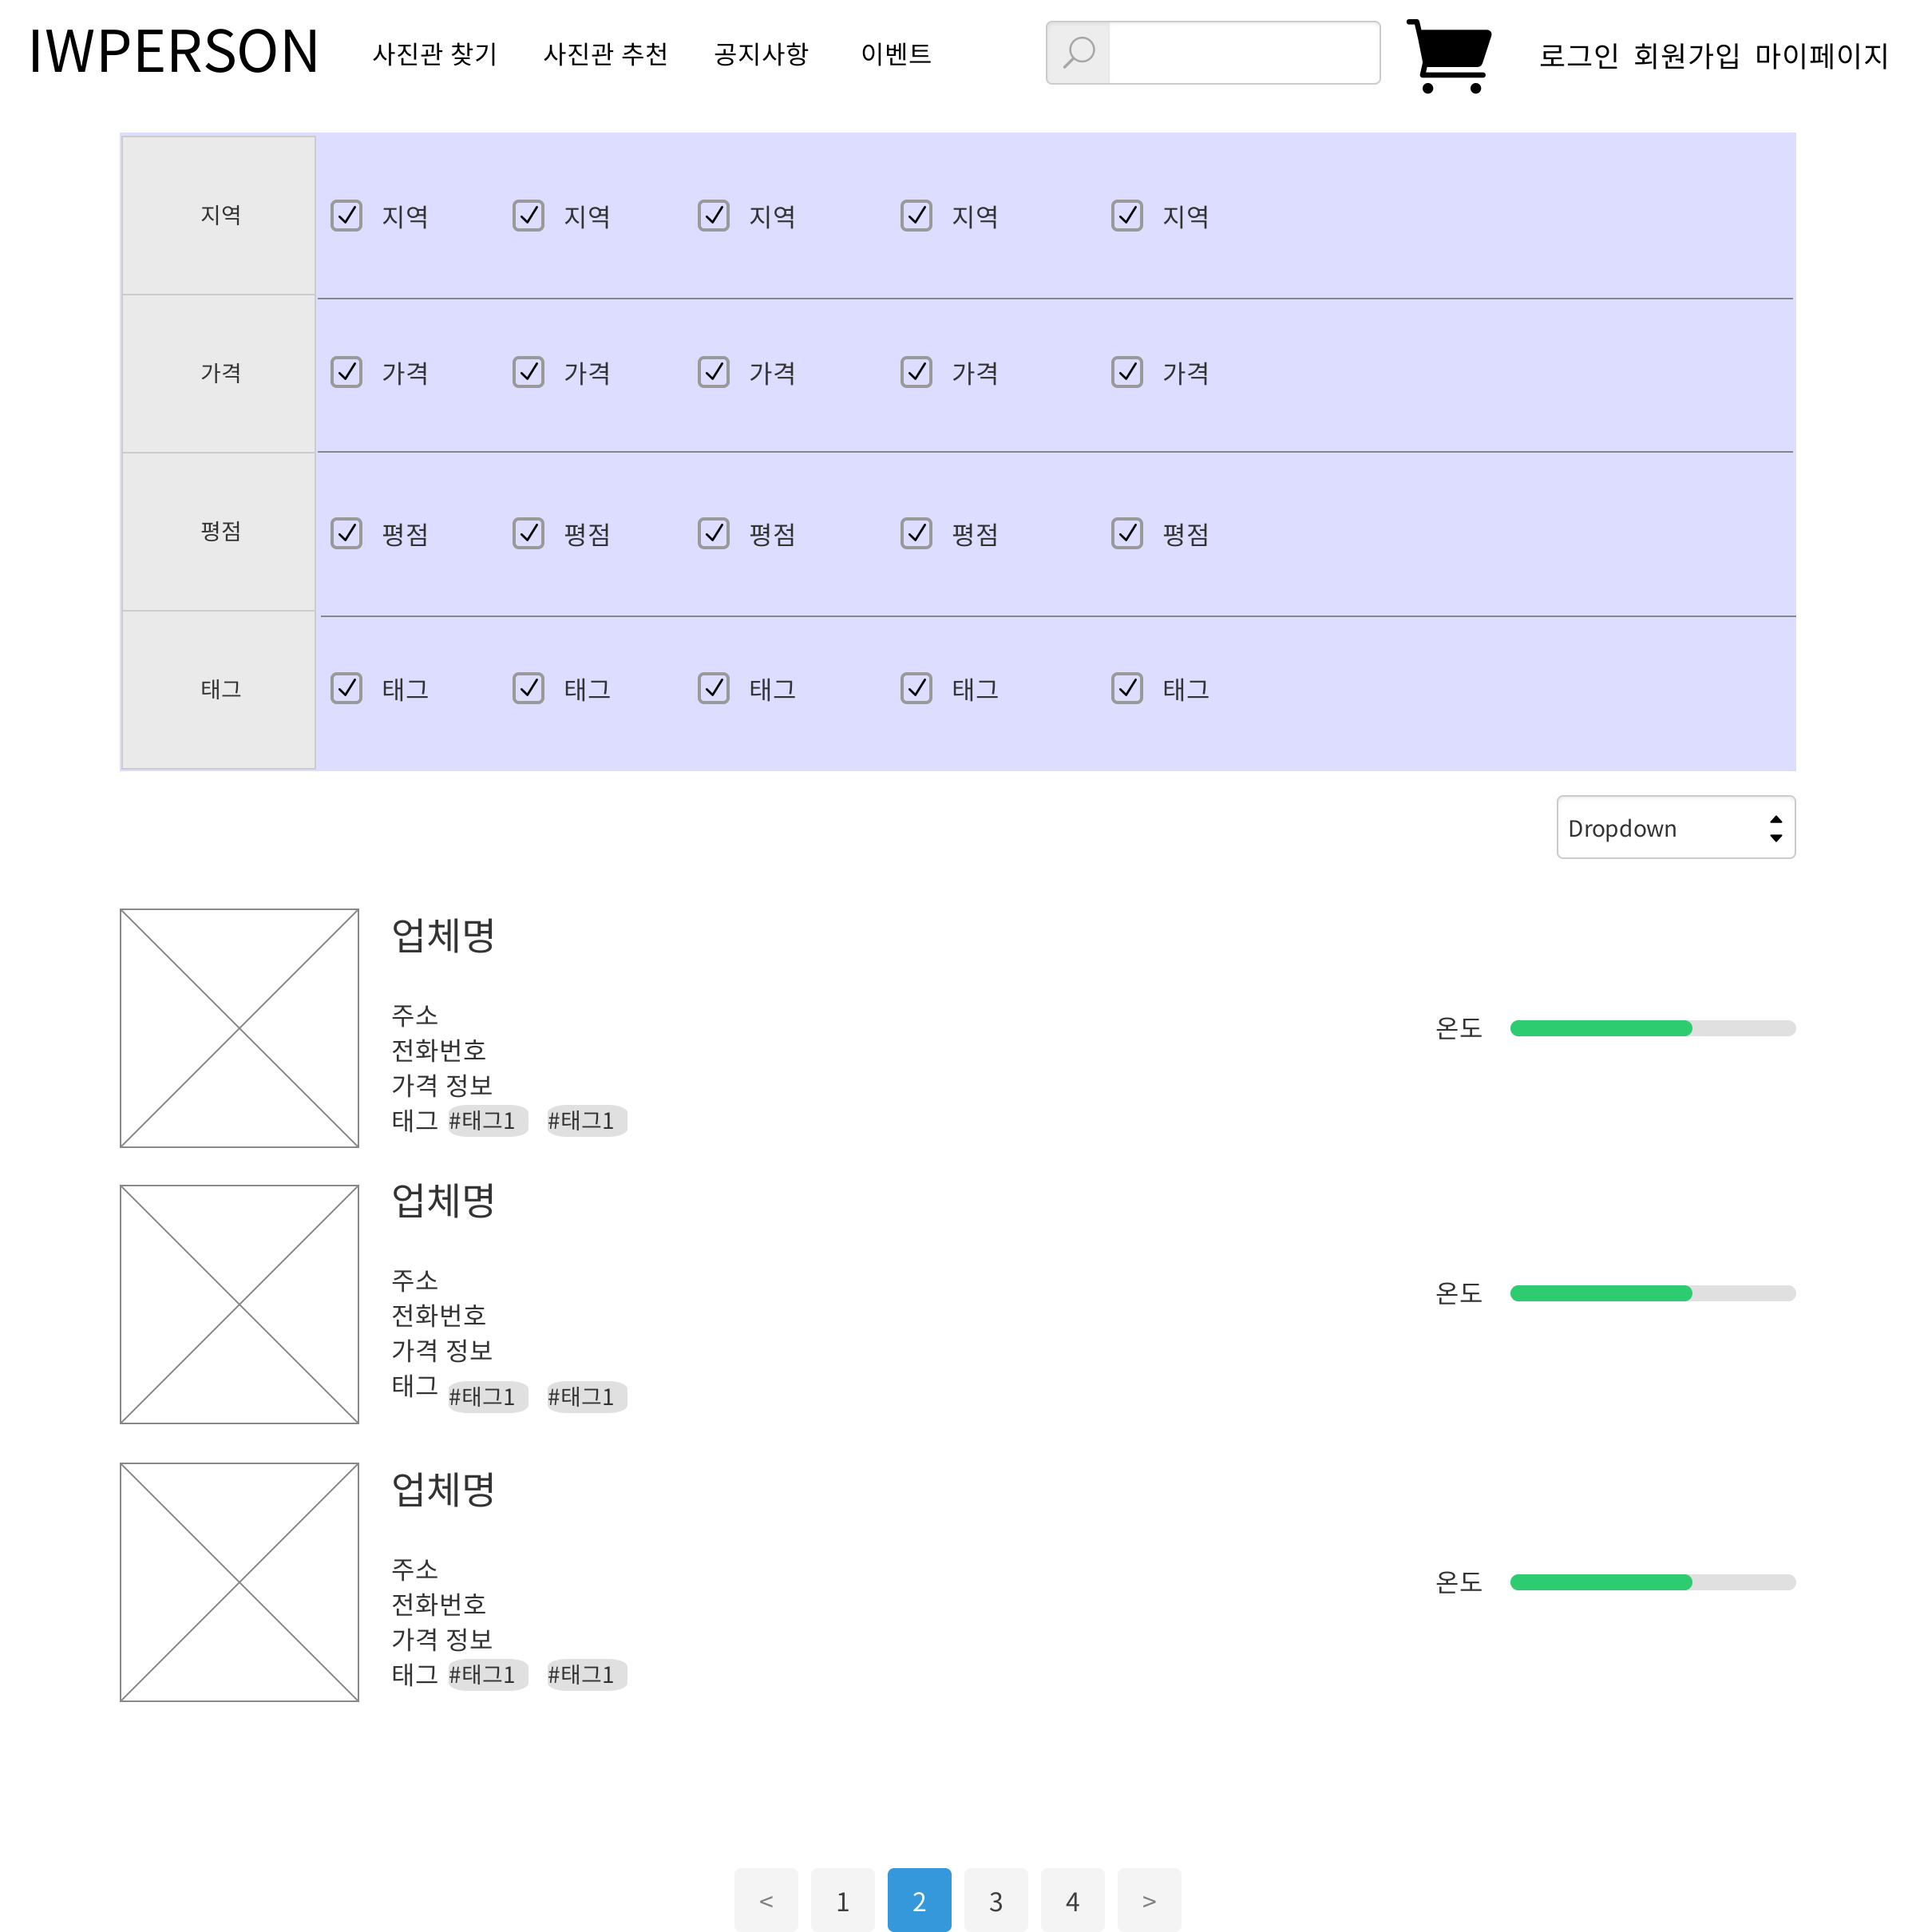 IWPERSON 사진관 찾기 사진관 추천 공지사항 이벤트 로그인 회원가입 마이페이지
지역 지역 지역 지역 지역 지역
가격 가격 가격 가격 가격 가격
평점 평점 평점 평점 평점 평점
태그 태그 태그 태그 태그 태그
Dropdown
업체명
주소
온도
전화번호
가격 정보
태그 #태그1 #태그1
업체명
주소
온도
전화번호
가격 정보
태그 #태그1 #태그1
업체명
주소
온도
전화번호
가격 정보
태그 #태그1 #태그1
< 1 2 3 4 >